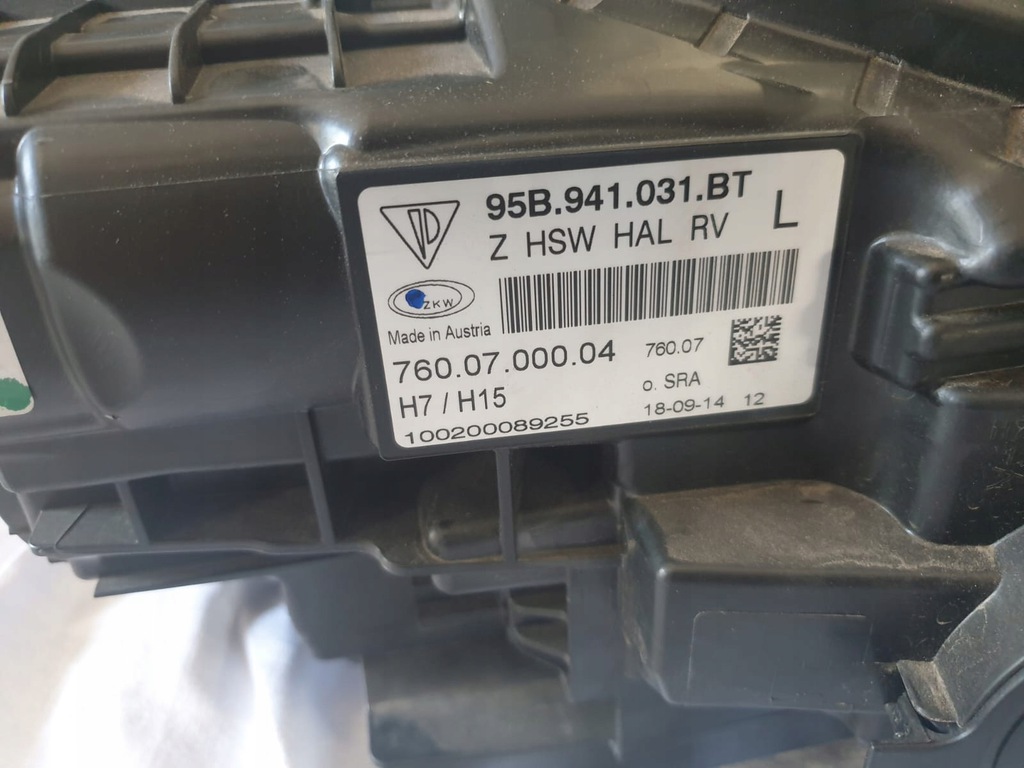 95B.941.031.BT
L
Z HSW HAL RV
ZKW
Made in Austria
760.07.000.04
760.07
H7 / H15
o. SRA
18-09-14 12
100200089255